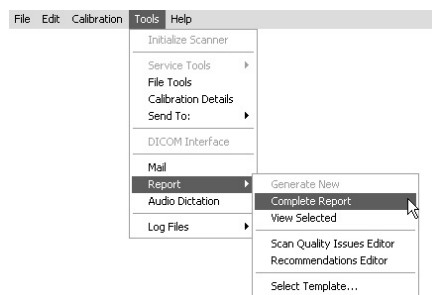 File Edit Calibration Tools Help
Initialize Scanner
Service Tools
File Tools
Calibration Details
Send To:
DICOM Interface
Mail
Report
Audio Dictation
Log Files
Generate New
Complete Report
View Selected
Scan Quality Issues Editor
Recommendations Editor
Select Template...